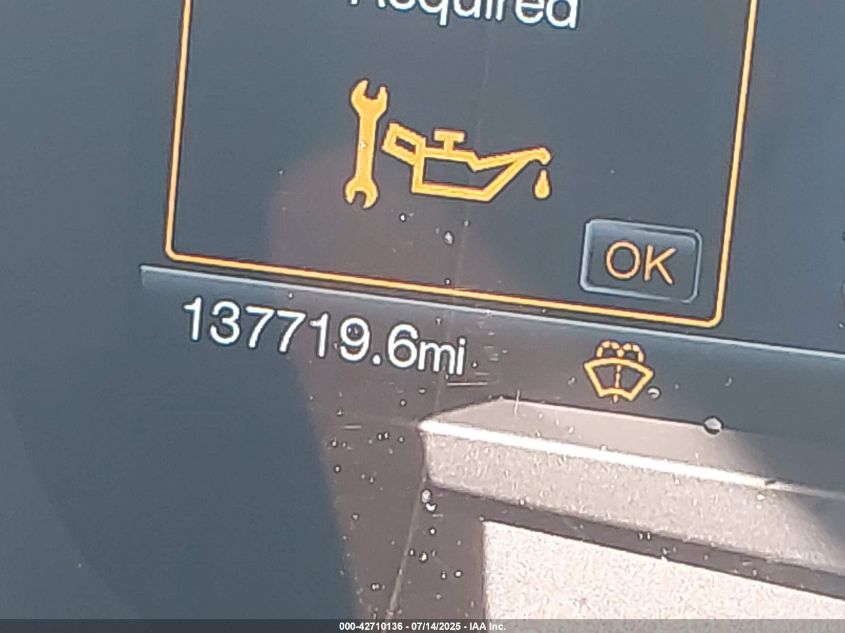 Required
OK
137719.6mi
000-42710136 - 07/14/2025 - IAA Inc.